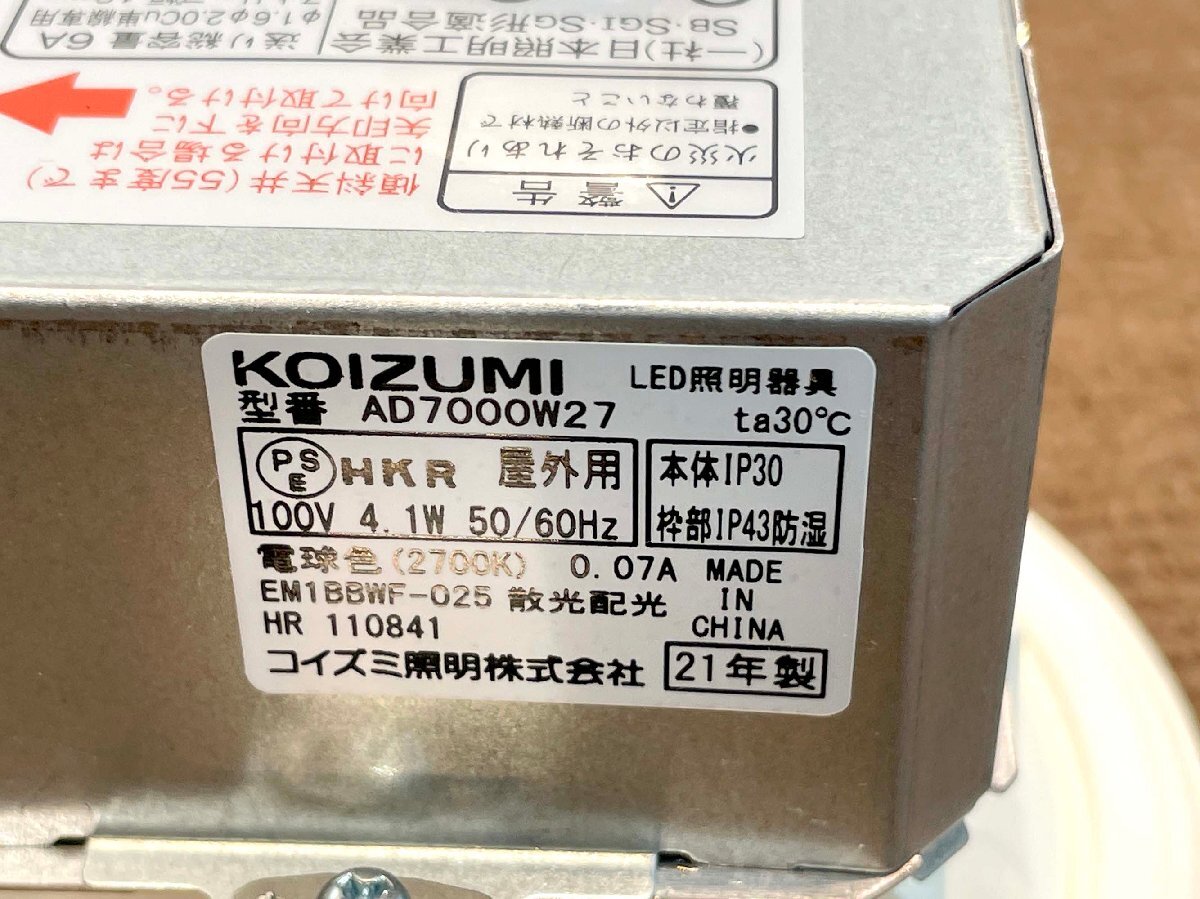 KOIZUMI LED照明器具
型番 AD7000W27 ta30℃
PSE HKR 屋外用
100V 4.1W 50/60Hz
本体IP30
枠部IP43防湿
電球色(2700K) 0.07A
EM1BBWF-025 散光配光
HR 110841
MADE
IN
CHINA
コイズミ照明株式会社 21年製
警告
火災のおそれあり
●指定以外の断熱材で
覆わないこと
傾斜天井(55度まで)
に取付ける場合は
矢印方向を下に
向けて取付ける。
(一社)日本照明工業会
SB・SGI・SG形適合品
送り総容量 6A
φ1.6φ2.0Cu単線専用